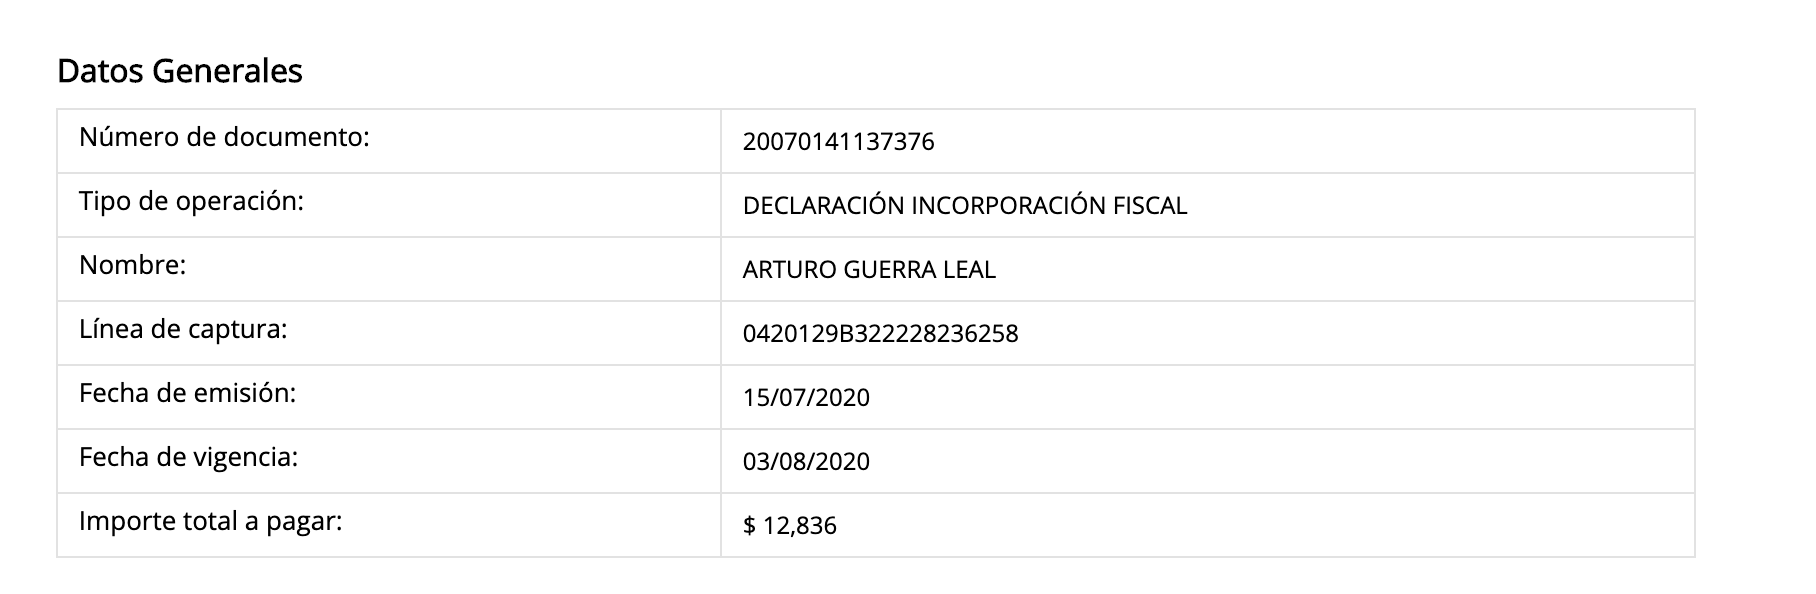 Datos Generales
Número de documento: 20070141137376
Tipo de operación: DECLARACIÓN INCORPORACIÓN FISCAL
Nombre: ARTURO GUERRA LEAL
Línea de captura: 0420129B322228236258
Fecha de emisión: 15/07/2020
Fecha de vigencia: 03/08/2020
Importe total a pagar: $ 12,836